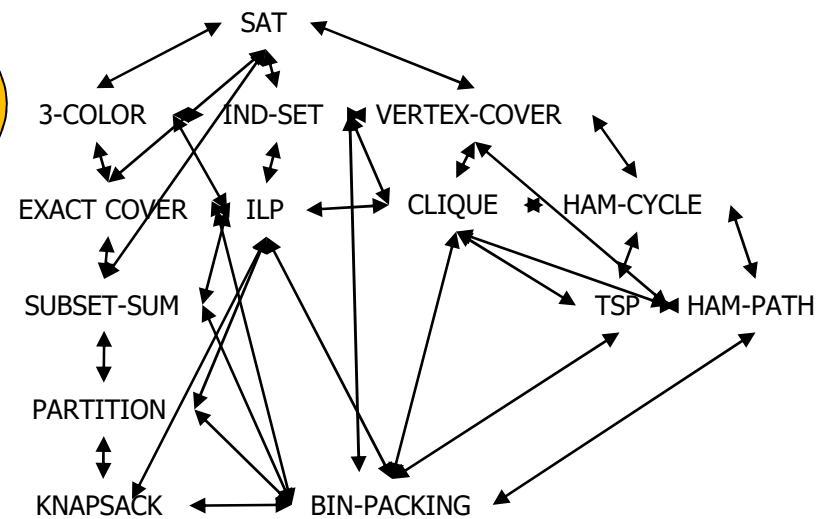 SAT
3-COLOR IND-SET VERTEX-COVER
EXACT COVER ILP CLIQUE HAM-CYCLE
SUBSET-SUM TSP HAM-PATH
PARTITION
KNAPSACK BIN-PACKING